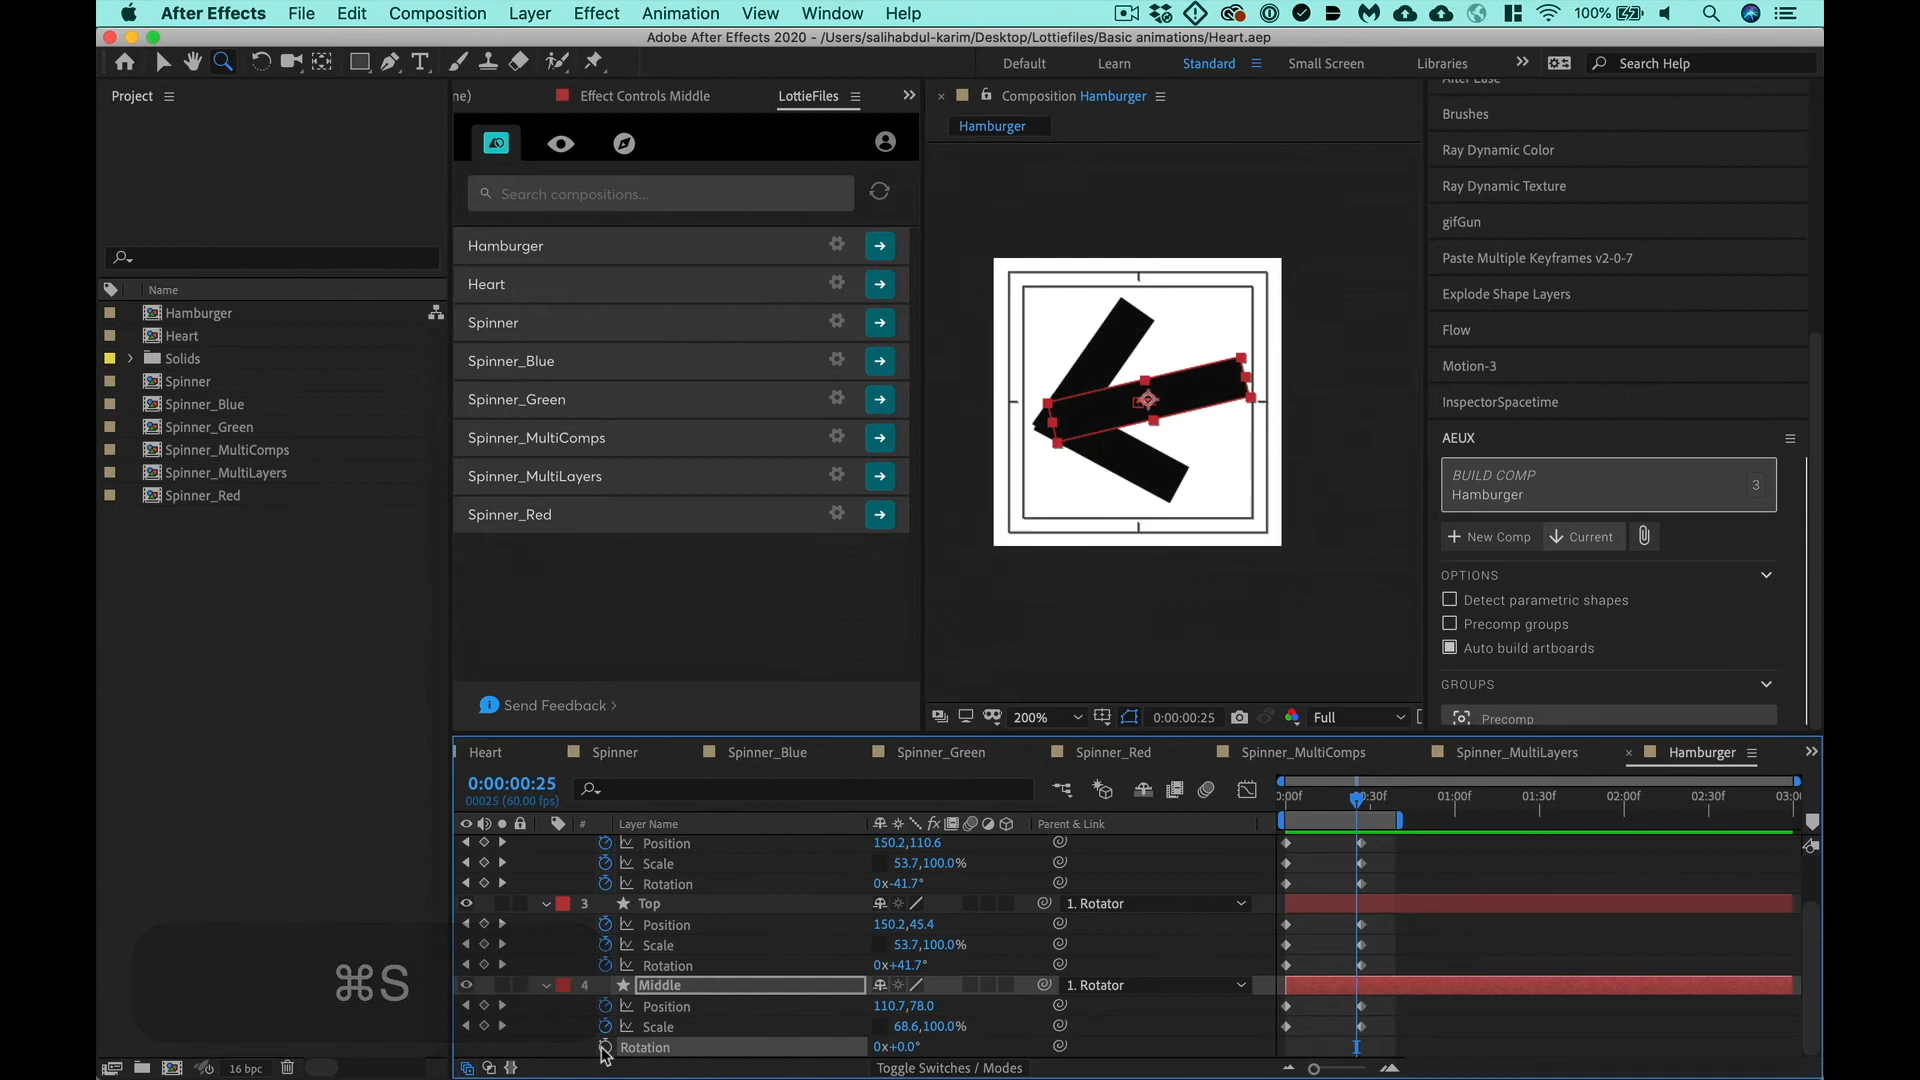 After Effects File Edit Composition Layer Effect Animation View Window Help 100%
Adobe After Effects 2020 - /Users/salihabdul-karim/Desktop/Lottiefiles/Basic animations/Heart.aep
Default Learn Standard Small Screen Libraries Search Help
Project
Name
Hamburger
Heart
Solids
Spinner
Spinner_Blue
Spinner_Green
Spinner_MultiComps
Spinner_MultiLayers
Spinner_Red
16 bpc
ne) Effect Controls Middle LottieFiles
Search compositions...
Hamburger
Heart
Spinner
Spinner_Blue
Spinner_Green
Spinner_MultiComps
Spinner_MultiLayers
Spinner_Red
Send Feedback
Composition Hamburger
Hamburger
200% 0:00:00:25 Full
Brushes
Ray Dynamic Color
Ray Dynamic Texture
gifGun
Paste Multiple Keyframes v2-0-7
Explode Shape Layers
Flow
Motion-3
InspectorSpacetime
AEUX
BUILD COMP
Hamburger 3
New Comp Current
OPTIONS
Detect parametric shapes
Precomp groups
Auto build artboards
GROUPS
Precomp
Heart Spinner Spinner_Blue Spinner_Green Spinner_Red Spinner_MultiComps Spinner_MultiLayers Hamburger
0:00:00:25
00025 (60.00 fps)
:00f 0:30f 01:00f 01:30f 02:00f 02:30f 03:0
# Layer Name Parent & Link
Position 150.2,110.6
Scale 53.7,100.0%
Rotation 0x-41.7°
3 Top 1. Rotator
Position 150.2,45.4
Scale 53.7,100.0%
Rotation 0x+41.7°
4 Middle 1. Rotator
Position 110.7,78.0
Scale 68.6,100.0%
Rotation 0x+0.0°
Toggle Switches / Modes
⌘S